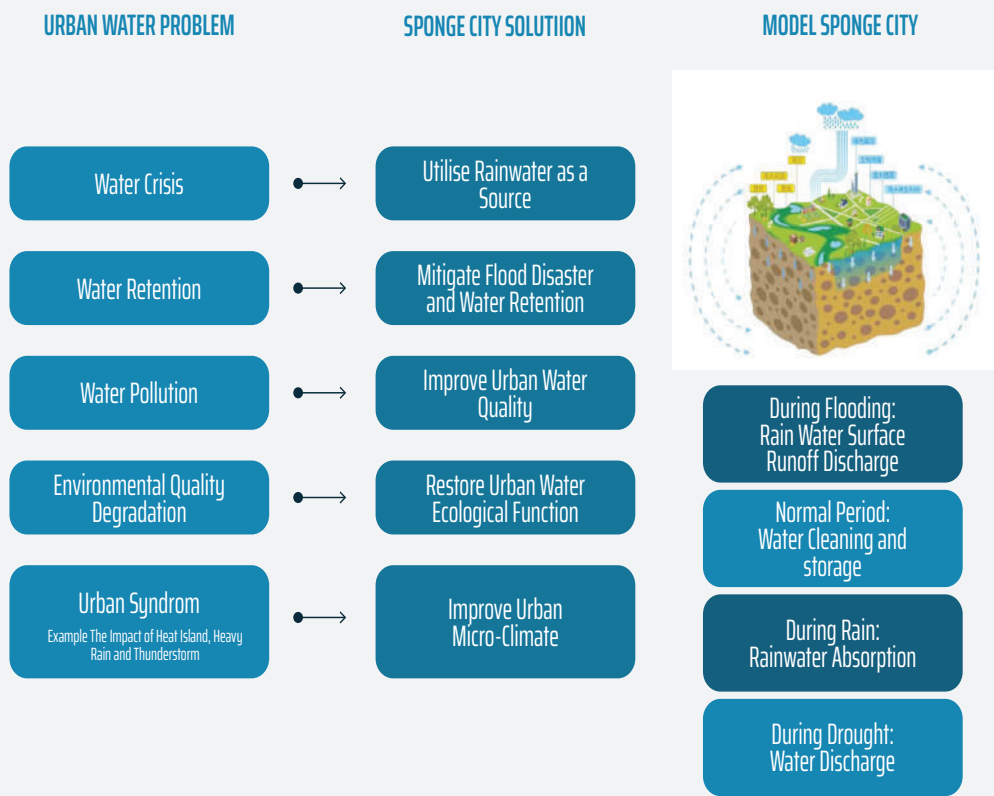 URBAN WATER PROBLEM
SPONGE CITY SOLUTIION
MODEL SPONGE CITY
Water Crisis
Utilise Rainwater as a
Source
Water Retention
Mitigate Flood Disaster
and Water Retention
Water Pollution
Improve Urban Water
Quality
Environmental Quality
Degradation
Restore Urban Water
Ecological Function
Urban Syndrom
Example The Impact of Heat Island, Heavy
Rain and Thunderstorm
Improve Urban
Micro-Climate
During Flooding:
Rain Water Surface
Runoff Discharge
Normal Period:
Water Cleaning and
storage
During Rain:
Rainwater Absorption
During Drought:
Water Discharge